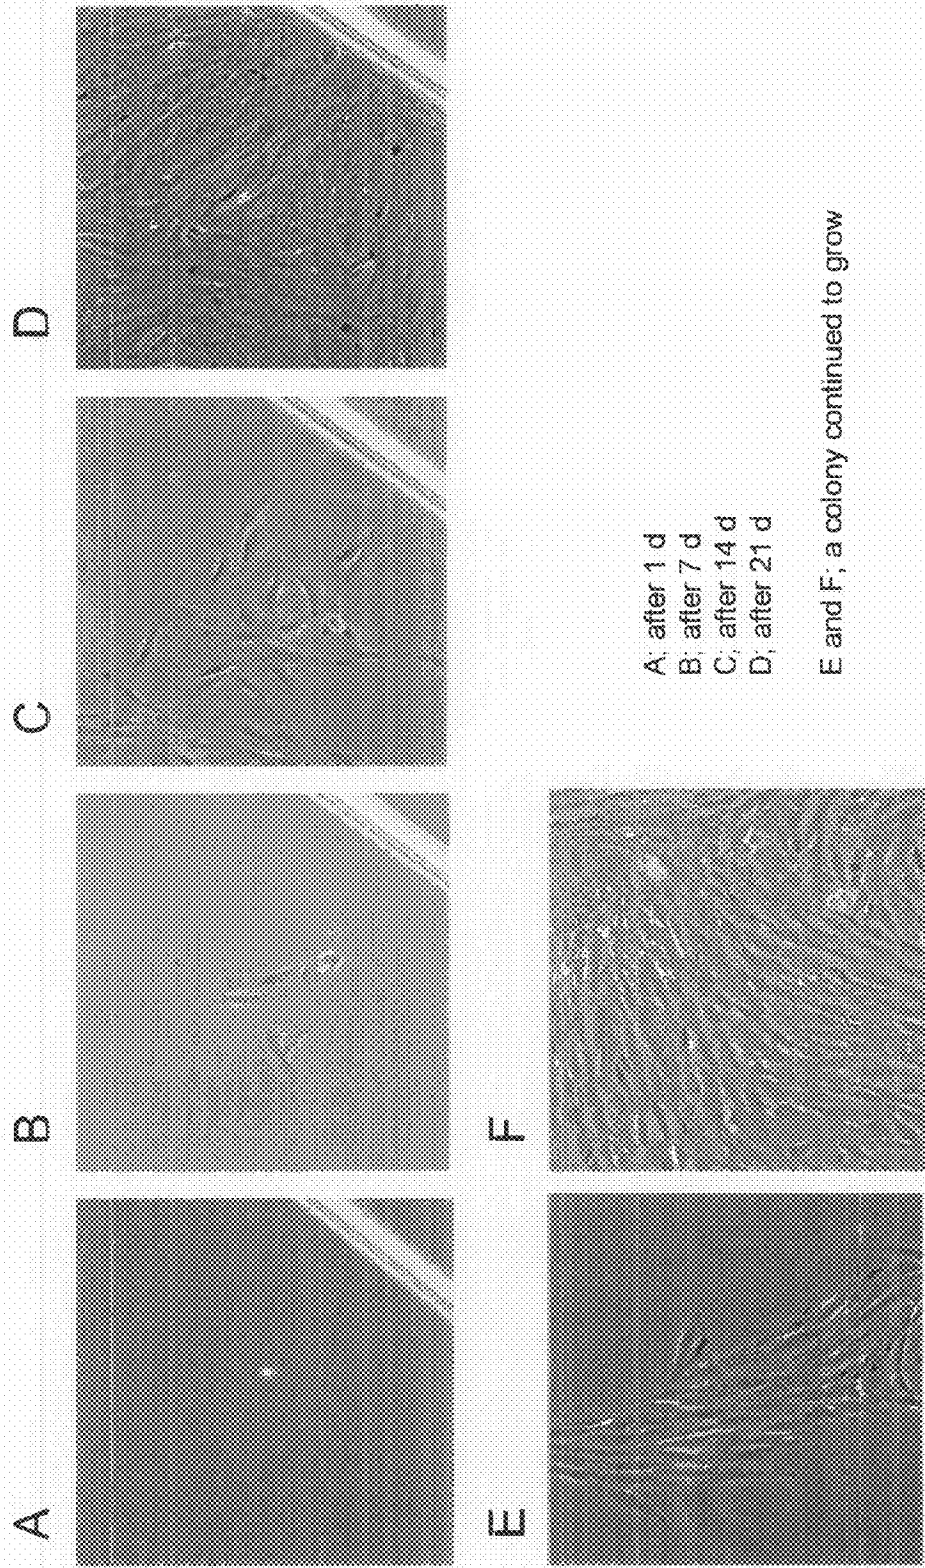 A
B
C
D
E
F
A; after 1 d
B; after 7 d
C; after 14 d
D; after 21 d
E and F; a colony continued to grow